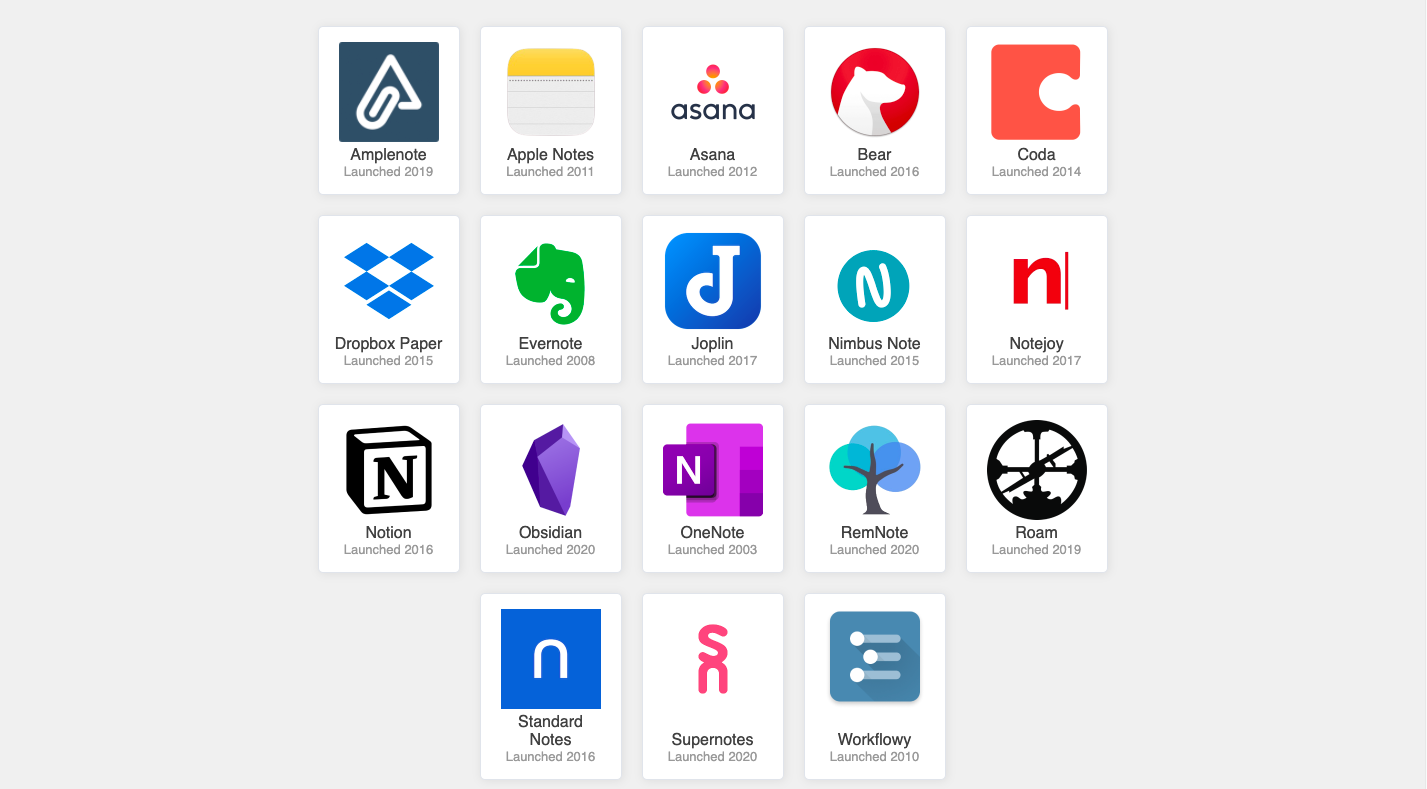 asana
Amplenote
Launched 2019
Apple Notes
Launched 2011
Asana
Launched 2012
Bear
Launched 2016
Coda
Launched 2014
J
N
n
Dropbox Paper
Launched 2015
Evernote
Launched 2008
Joplin
Launched 2017
Nimbus Note
Launched 2015
Notejoy
Launched 2017
N
N
Notion
Launched 2016
Obsidian
Launched 2020
OneNote
Launched 2003
RemNote
Launched 2020
Roam
Launched 2019
n
sn
Standard
Notes
Launched 2016
Supernotes
Launched 2020
Workflowy
Launched 2010